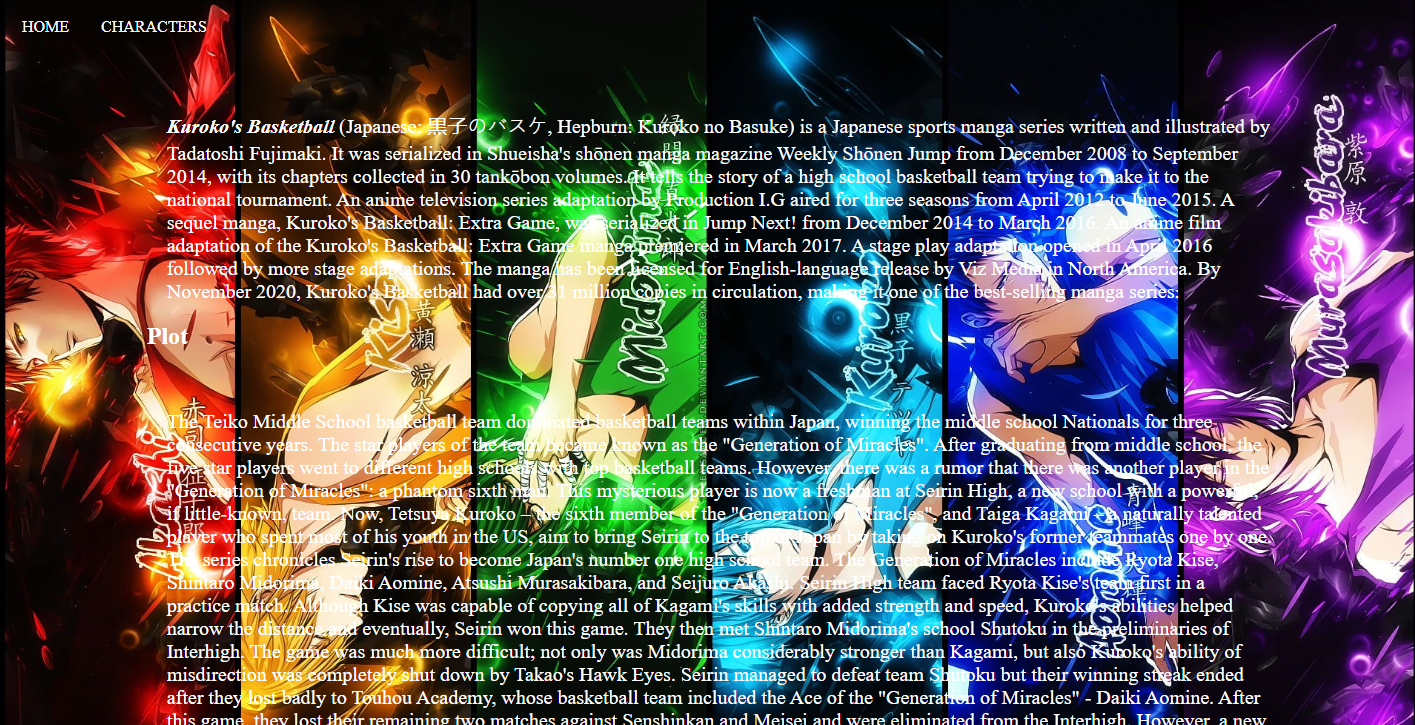 HOME CHARACTERS
Kuroko's Basketball (Japanese: 黒子のバスケ, Hepburn: Kuroko no Basuke) is a Japanese sports manga series written and illustrated by
Tadatoshi Fujimaki. It was serialized in Shueisha's shōnen manga magazine Weekly Shōnen Jump from December 2008 to September
2014, with its chapters collected in 30 tankōbon volumes. It tells the story of a high school basketball team trying to make it to the
national tournament. An anime television series adaptation by Production I.G aired for three seasons from April 2012 to June 2015. A
sequel manga, Kuroko's Basketball: Extra Game, was serialized in Jump Next! from December 2014 to March 2016. An anime film
adaptation of the Kuroko's Basketball: Extra Game manga premiered in March 2017. A stage play adaptation opened in April 2016
followed by more stage adaptations. The manga has been licensed for English-language release by Viz Media in North America. By
November 2020, Kuroko's Basketball had over 31 million copies in circulation, making it one of the best-selling manga series.
Plot
The Teiko Middle School basketball team dominated basketball teams within Japan, winning the middle school Nationals for three
consecutive years. The star players of the team became known as the "Generation of Miracles". After graduating from middle school, the
five star players went to different high schools with top basketball teams. However, there was a rumor that there was another player in the
"Generation of Miracles": a phantom sixth man. This mysterious player is now a freshman at Seirin High, a new school with a powerful,
if little-known, team. Now, Tetsuya Kuroko – the sixth member of the "Generation of Miracles", and Taiga Kagami – a naturally talented
player who spent most of his youth in the US, aim to bring Seirin to the top of Japan by taking on Kuroko's former teammates one by one.
The series chronicles Seirin's rise to become Japan's number one high school team. The Generation of Miracles include Ryota Kise,
Shintaro Midorima, Daiki Aomine, Atsushi Murasakibara, and Seijuro Akashi. Seirin High team faced Ryota Kise's team first in a
practice match. Although Kise was capable of copying all of Kagami's skills with added strength and speed, Kuroko's abilities helped
narrow the distance and eventually, Seirin won this game. They then met Shintaro Midorima's school Shutoku in the preliminaries of
Interhigh. The game was much more difficult; not only was Midorima considerably stronger than Kagami, but also Kuroko's ability of
misdirection was completely shut down by Takao's Hawk Eyes. Seirin managed to defeat team Shutoku but their winning streak ended
after they lost badly to Touhou Academy, whose basketball team included the Ace of the "Generation of Miracles" - Daiki Aomine. After
this game, they lost their remaining two matches against Senshinkan and Meisei and were eliminated from the Interhigh. However, a new
赤司征十郎
黄瀬 涼太
Kuroko
黒子 テツヤ
Murasakibara
紫原 敦